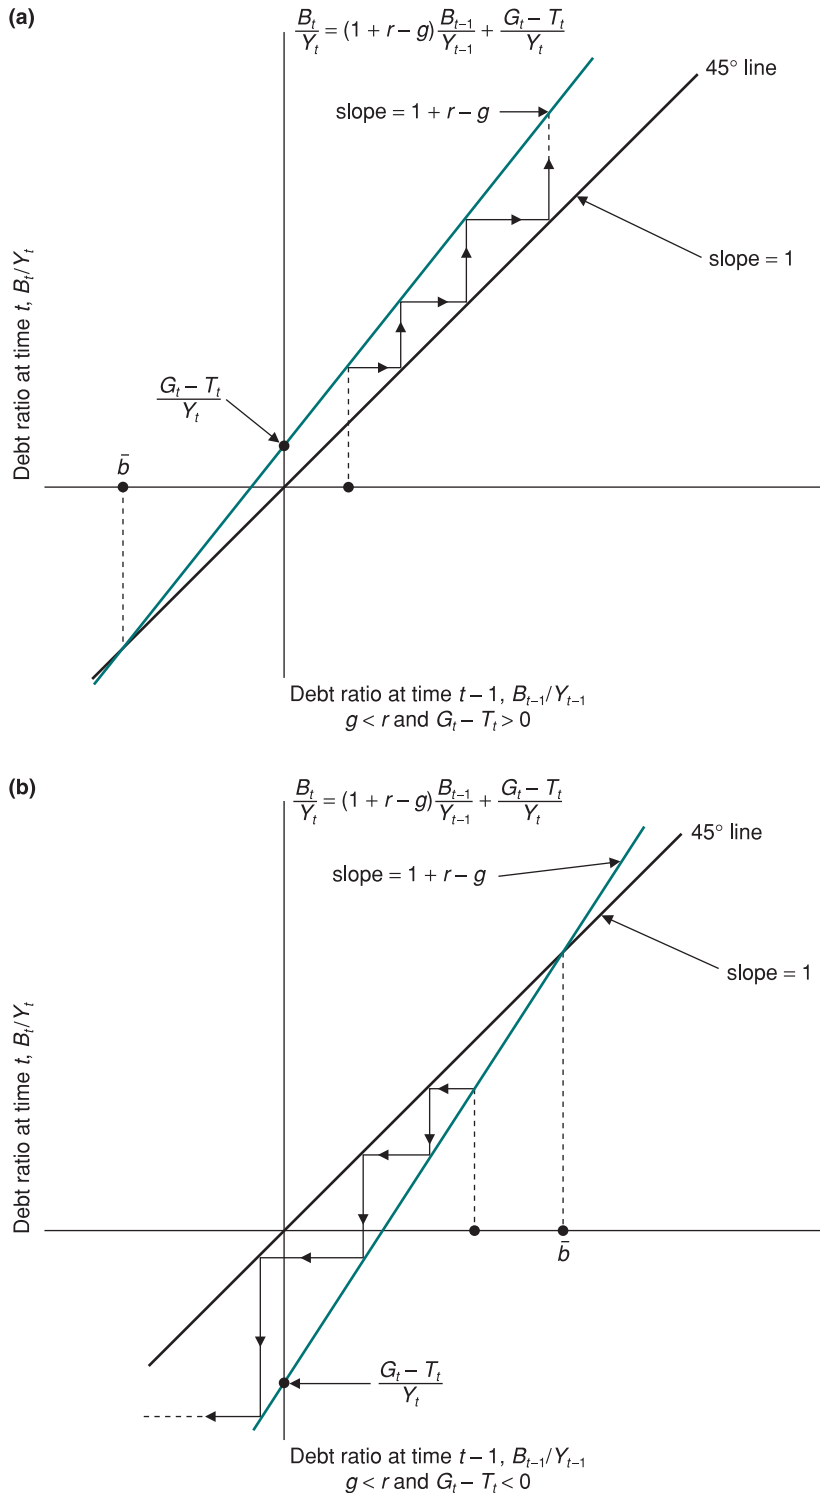 (a)
B_t/Y_t = (1 + r – g) B_{t–1}/Y_{t–1} + (G_t – T_t)/Y_t
45° line
slope = 1 + r – g
slope = 1
(G_t – T_t)/Y_t
b̄
Debt ratio at time t, B_t/Y_t
Debt ratio at time t – 1, B_{t–1}/Y_{t–1}
g < r and G_t – T_t > 0
(b)
B_t/Y_t = (1 + r – g) B_{t–1}/Y_{t–1} + (G_t – T_t)/Y_t
45° line
slope = 1 + r – g
slope = 1
Debt ratio at time t, B_t/Y_t
b̄
(G_t – T_t)/Y_t
Debt ratio at time t – 1, B_{t–1}/Y_{t–1}
g < r and G_t – T_t < 0